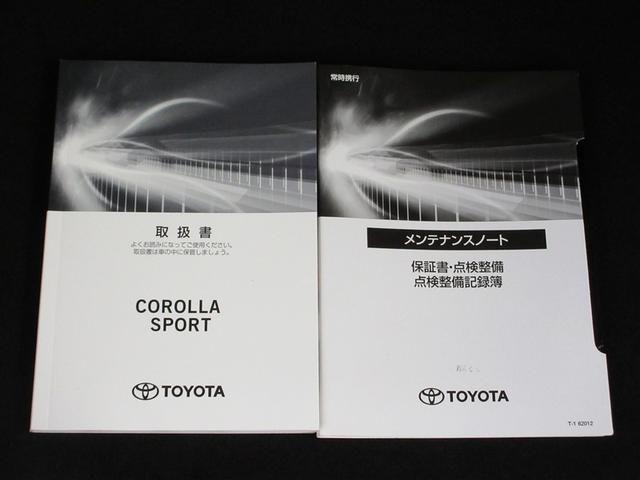 取扱書
よくお読みになってご使用ください。
取扱書は車の中に保管しましょう。
COROLLA
SPORT
TOYOTA
常時携行
メンテナンスノート
保証書・点検整備
点検整備記録簿
TOYOTA
T-1 62012